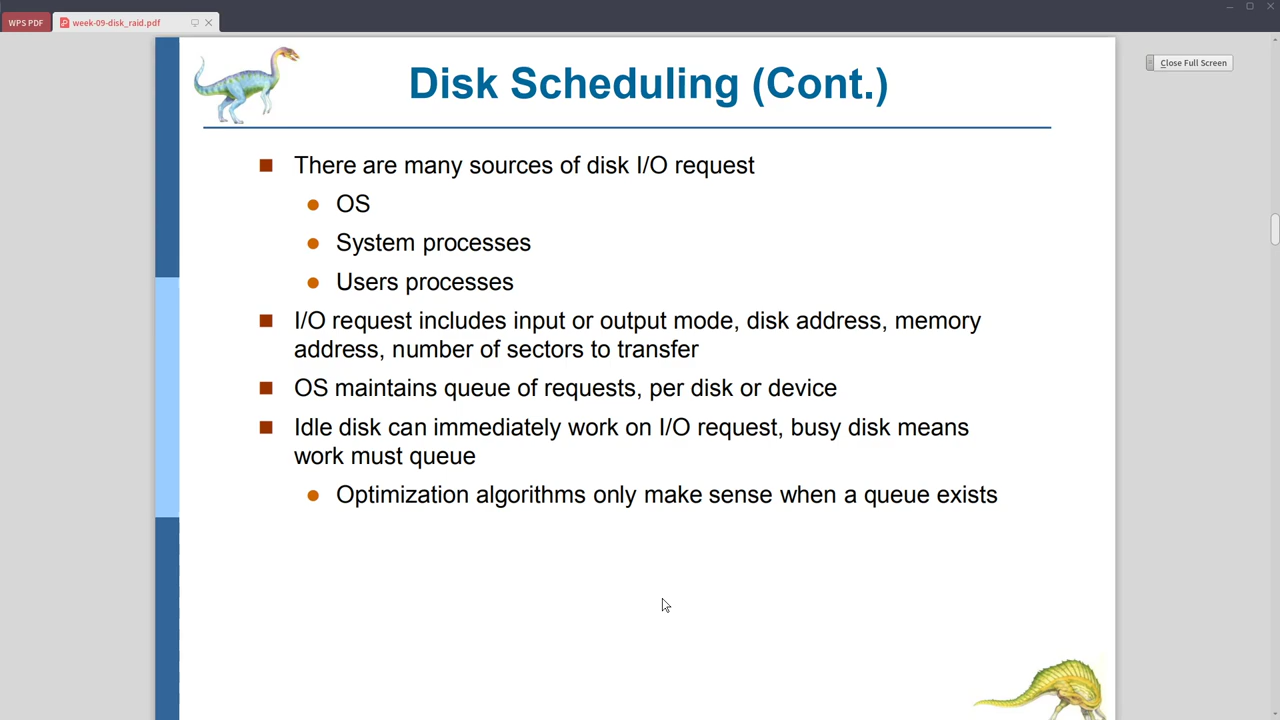 WPS PDF
week-09-disk_raid.pdf
Close Full Screen
Disk Scheduling (Cont.)
There are many sources of disk I/O request
OS
System processes
Users processes
I/O request includes input or output mode, disk address, memory
address, number of sectors to transfer
OS maintains queue of requests, per disk or device
Idle disk can immediately work on I/O request, busy disk means
work must queue
Optimization algorithms only make sense when a queue exists